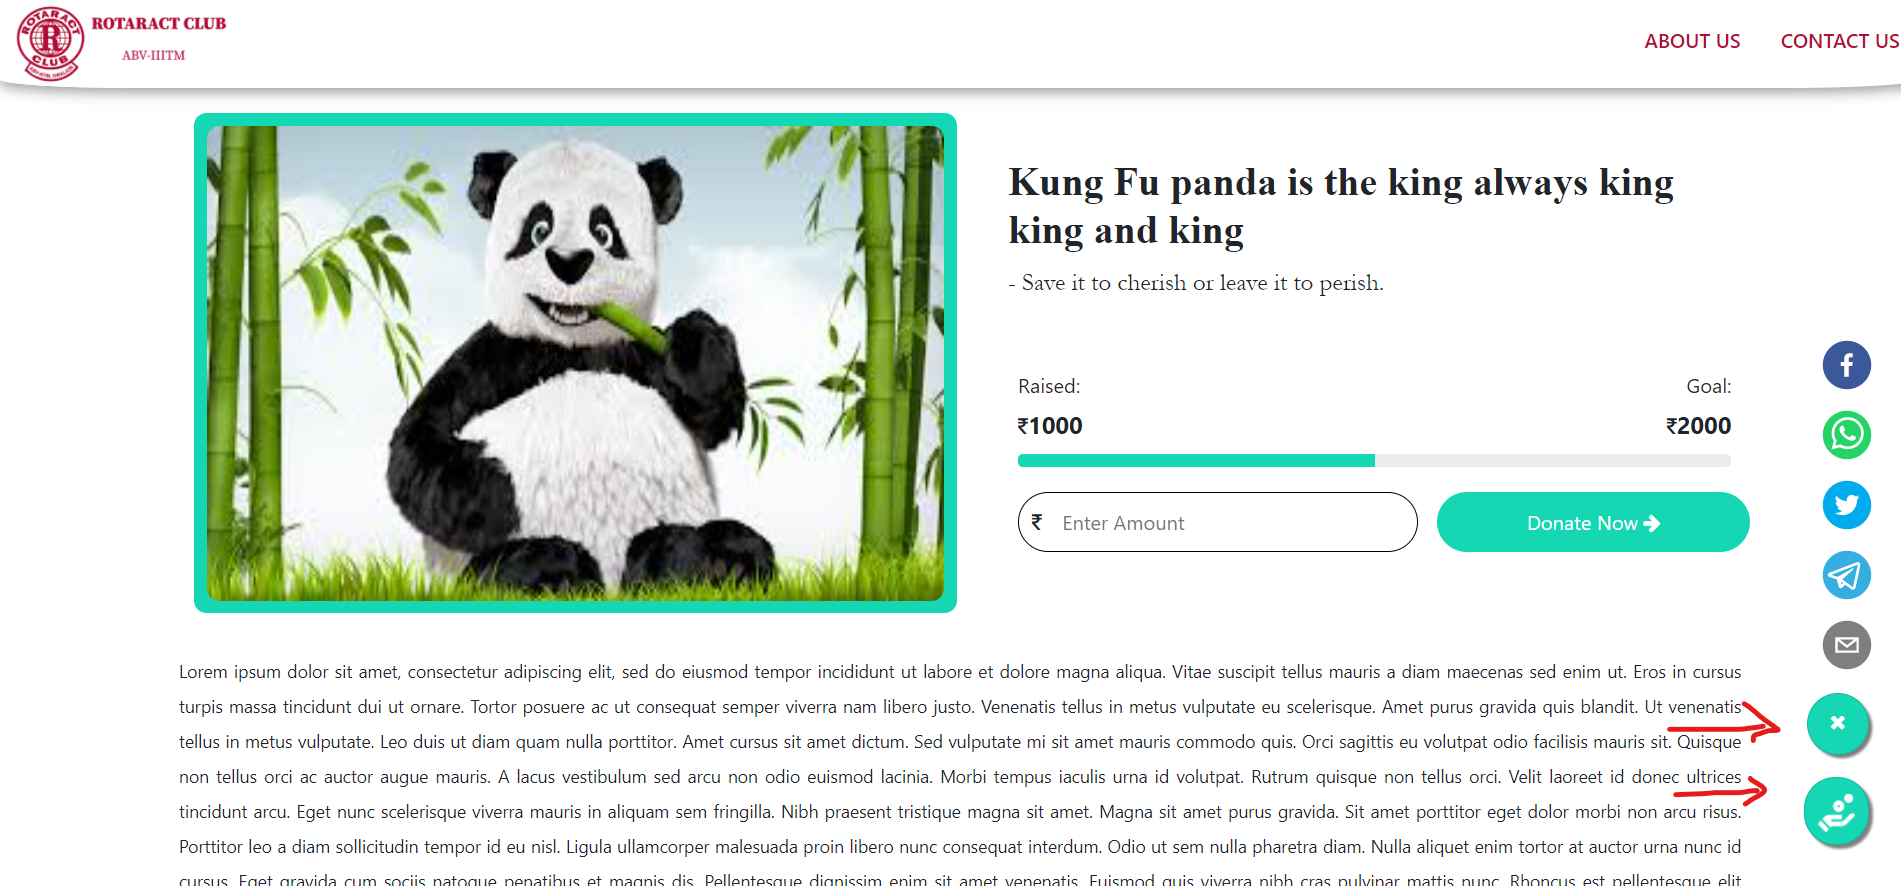 ROTARACT CLUB
ABV-IIITM
ROTARACT
R
CLUB
ABOUT US
CONTACT US
Kung Fu panda is the king always king
king and king
- Save it to cherish or leave it to perish.
Raised:
Goal:
₹1000
₹2000
₹ Enter Amount
Donate Now
Lorem ipsum dolor sit amet, consectetur adipiscing elit, sed do eiusmod tempor incididunt ut labore et dolore magna aliqua. Vitae suscipit tellus mauris a diam maecenas sed enim ut. Eros in cursus
turpis massa tincidunt dui ut ornare. Tortor posuere ac ut consequat semper viverra nam libero justo. Venenatis tellus in metus vulputate eu scelerisque. Amet purus gravida quis blandit. Ut venenatis
tellus in metus vulputate. Leo duis ut diam quam nulla porttitor. Amet cursus sit amet dictum. Sed vulputate mi sit amet mauris commodo quis. Orci sagittis eu volutpat odio facilisis mauris sit. Quisque
non tellus orci ac auctor augue mauris. A lacus vestibulum sed arcu non odio euismod lacinia. Morbi tempus iaculis urna id volutpat. Rutrum quisque non tellus orci. Velit laoreet id donec ultrices
tincidunt arcu. Eget nunc scelerisque viverra mauris in aliquam sem fringilla. Nibh praesent tristique magna sit amet. Magna sit amet purus gravida. Sit amet porttitor eget dolor morbi non arcu risus.
Porttitor leo a diam sollicitudin tempor id eu nisl. Ligula ullamcorper malesuada proin libero nunc consequat interdum. Odio ut sem nulla pharetra diam. Nulla aliquet enim tortor at auctor urna nunc id
cursus. Eget gravida cum sociis natoque penatibus et magnis dis. Pellentesque dignissim enim sit amet venenatis. Euismod quis viverra nibh cras pulvinar mattis nunc. Rhoncus est pellentesque elit